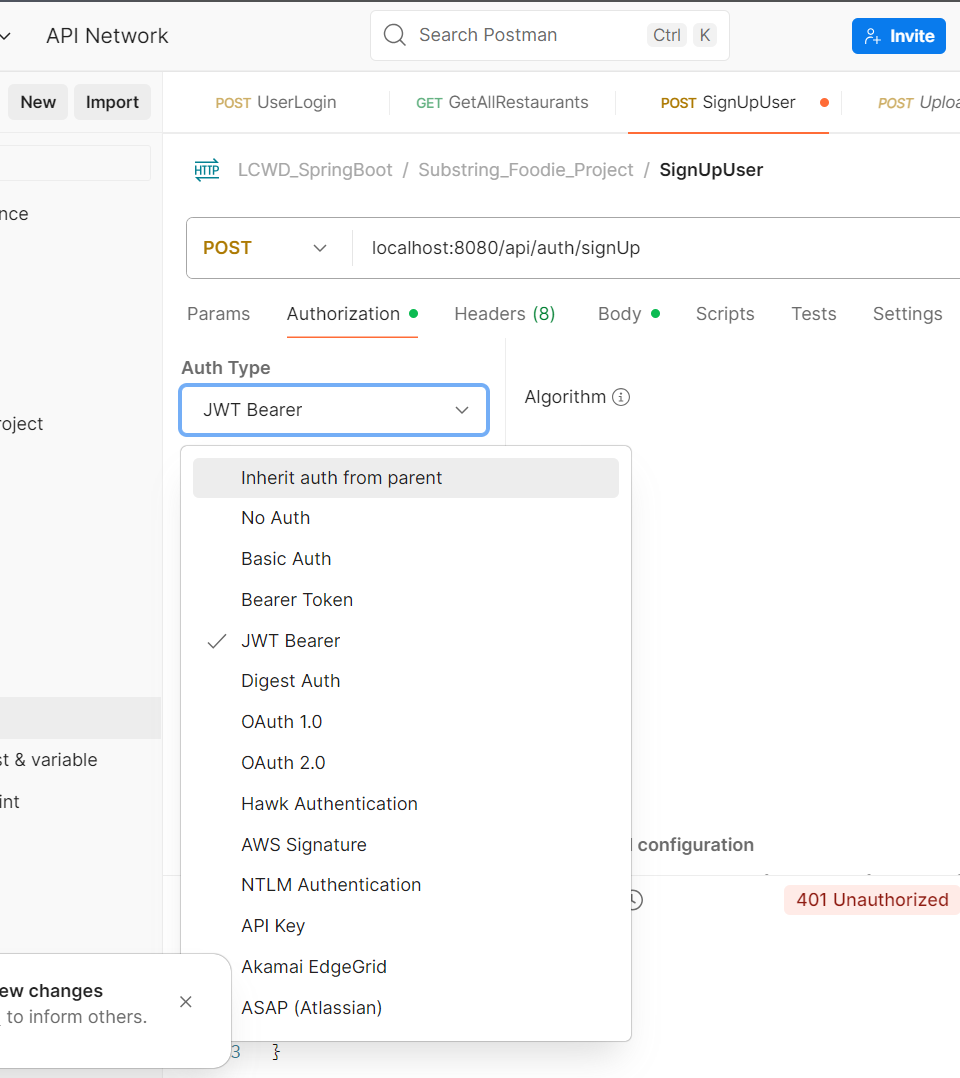 API Network
Search Postman
Ctrl K
Invite
New Import
POST UserLogin
GET GetAllRestaurants
POST SignUpUser
POST Uploa
HTTP LCWD_SpringBoot / Substring_Foodie_Project / SignUpUser
nce
POST localhost:8080/api/auth/signUp
Params Authorization Headers (8) Body Scripts Tests Settings
Auth Type
JWT Bearer
Algorithm
roject
Inherit auth from parent
No Auth
Basic Auth
Bearer Token
JWT Bearer
Digest Auth
OAuth 1.0
OAuth 2.0
Hawk Authentication
AWS Signature
NTLM Authentication
API Key
Akamai EdgeGrid
ASAP (Atlassian)
st & variable
int
configuration
401 Unauthorized
ew changes
to inform others.
3 }